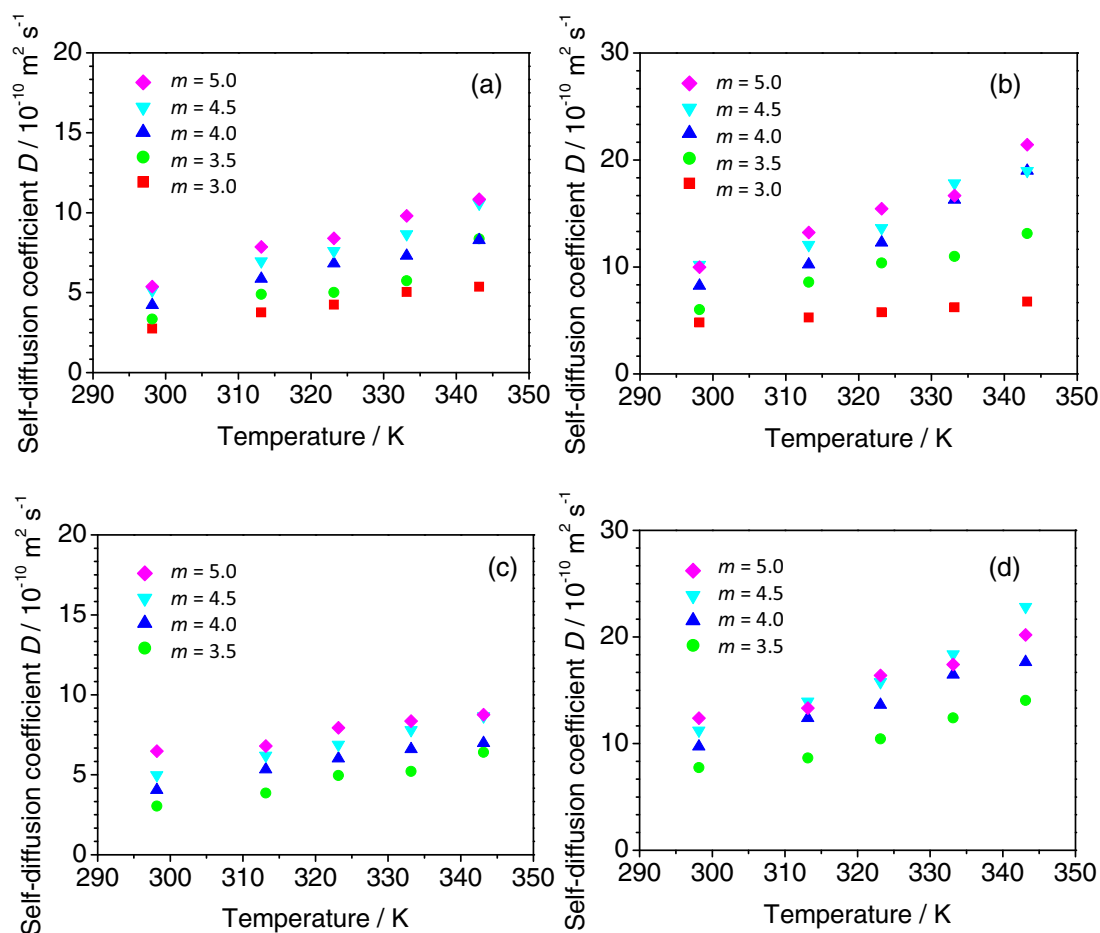 Self-diffusion coefficient D / 10⁻¹⁰ m² s⁻¹
20
15
10
5
0
m = 5.0
m = 4.5
m = 4.0
m = 3.5
m = 3.0
(a)
290 300 310 320 330 340 350
Temperature / K
Self-diffusion coefficient D / 10⁻¹⁰ m² s⁻¹
30
20
10
0
m = 5.0
m = 4.5
m = 4.0
m = 3.5
m = 3.0
(b)
290 300 310 320 330 340 350
Temperature / K
Self-diffusion coefficient D / 10⁻¹⁰ m² s⁻¹
20
15
10
5
0
m = 5.0
m = 4.5
m = 4.0
m = 3.5
(c)
290 300 310 320 330 340 350
Temperature / K
Self-diffusion coefficient D / 10⁻¹⁰ m² s⁻¹
30
20
10
0
m = 5.0
m = 4.5
m = 4.0
m = 3.5
(d)
290 300 310 320 330 340 350
Temperature / K